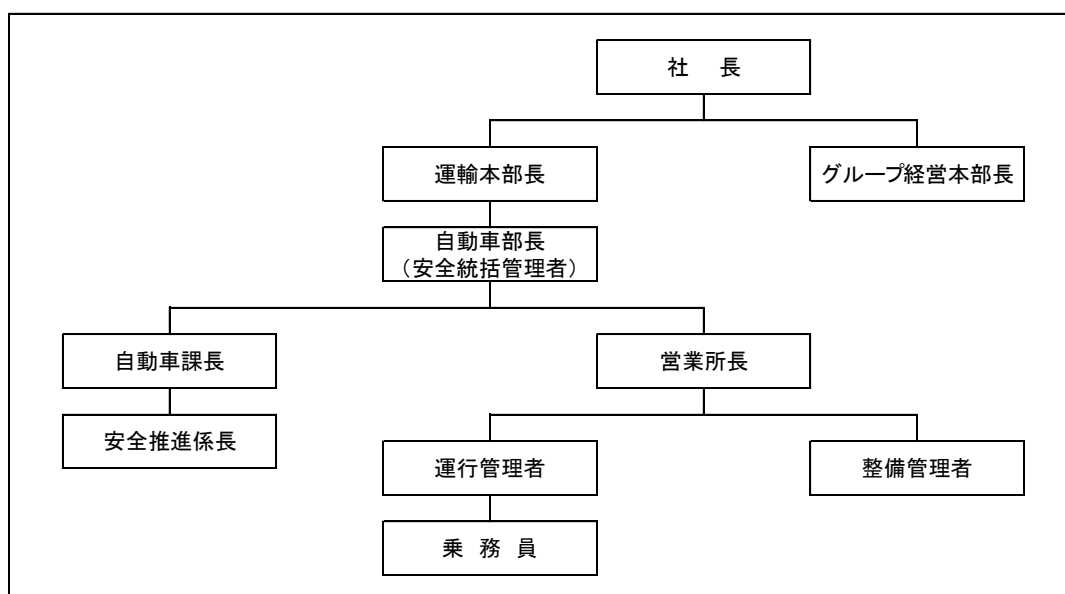 社　長
運輸本部長
グループ経営本部長
自動車部長
（安全統括管理者）
自動車課長
営業所長
安全推進係長
運行管理者
整備管理者
乗 務 員